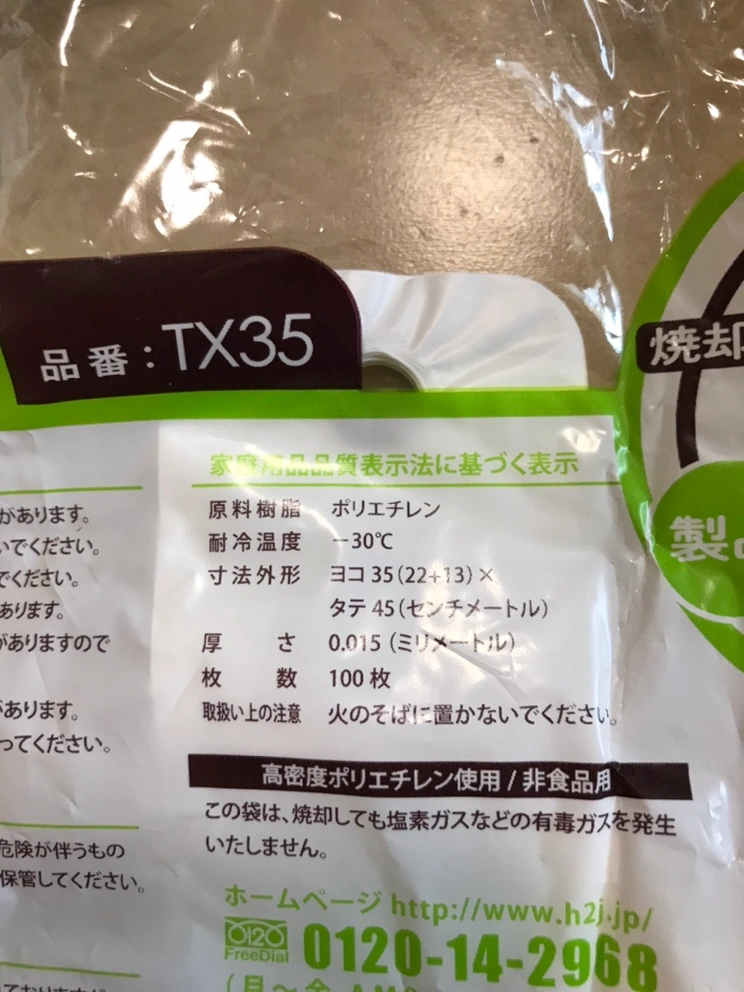 品番：TX35
焼却
製
があります。
いでください。
でください。
あります。
がありますので
があります。
ってください。
危険が伴うもの
保管してください。
家庭用品品質表示法に基づく表示
原料樹脂 ポリエチレン
耐冷温度 －30℃
寸法外形 ヨコ35(22+13)×
タテ45(センチメートル)
厚さ 0.015 (ミリメートル)
枚数 100枚
取扱い上の注意 火のそばに置かないでください。
高密度ポリエチレン使用 / 非食品用
この袋は、焼却しても塩素ガスなどの有毒ガスを発生
いたしません。
ホームページ http://www.h2j.jp/
FreeDial 0120-14-2968